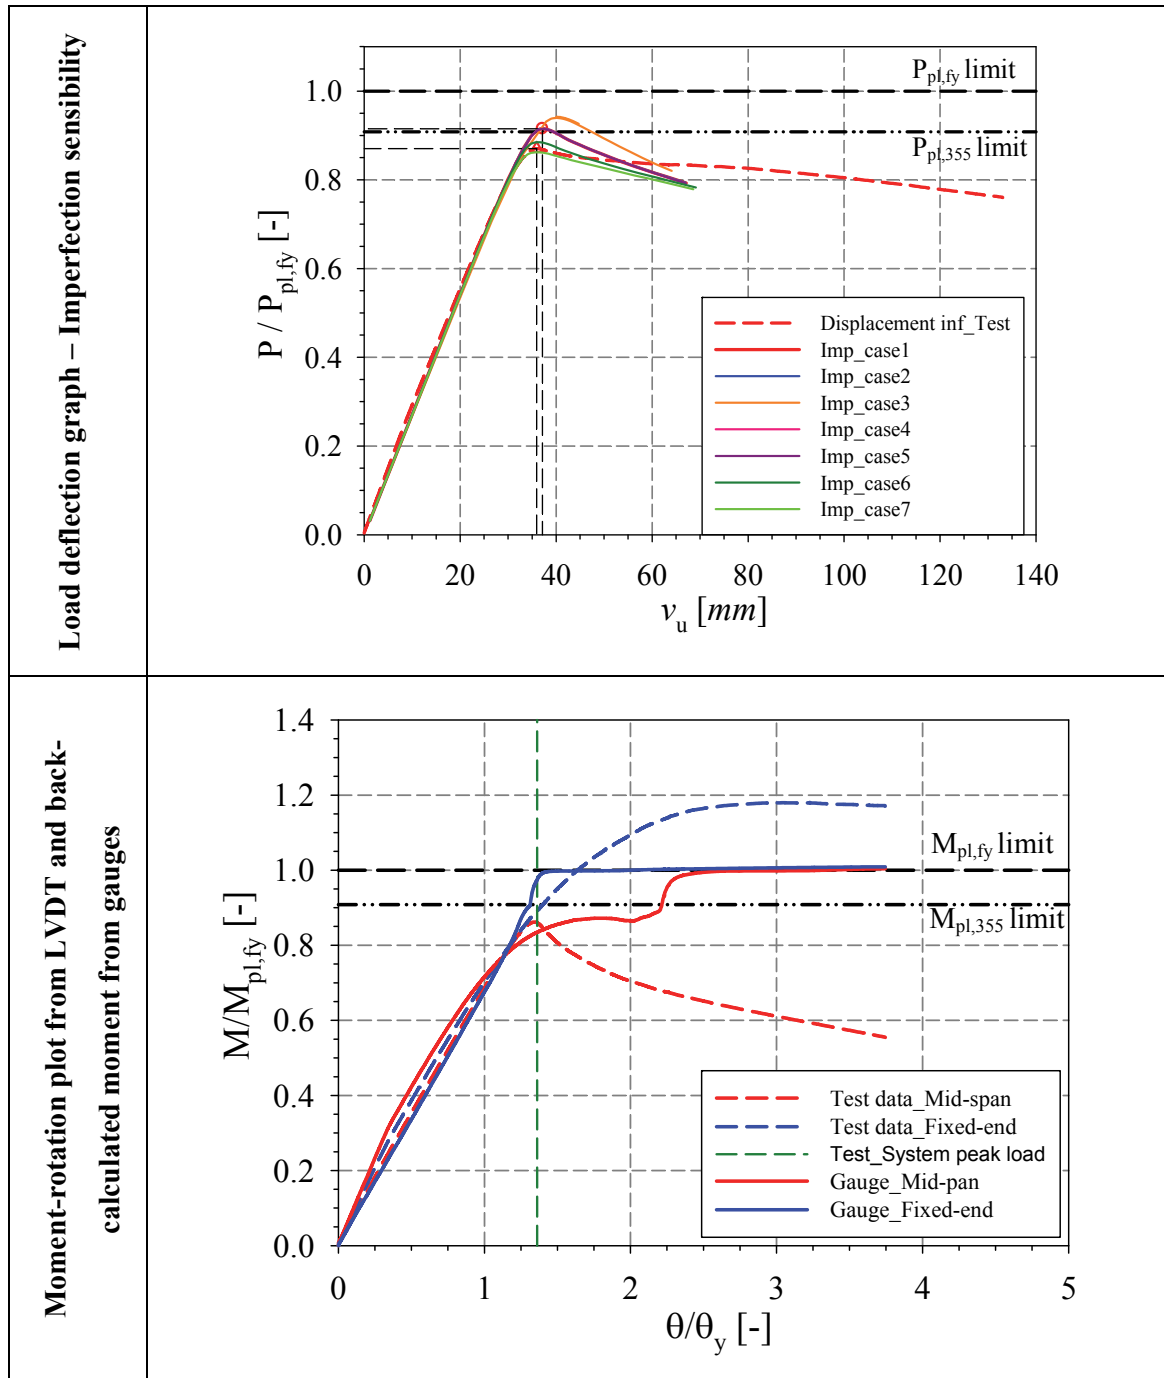 Load deflection graph – Imperfection sensibility
P / Ppl,fy [-]
1.0
0.8
0.6
0.4
0.2
0.0
Ppl,fy limit
Ppl,355 limit
Displacement inf_Test
Imp_case1
Imp_case2
Imp_case3
Imp_case4
Imp_case5
Imp_case6
Imp_case7
0 20 40 60 80 100 120 140
vu [mm]
Moment-rotation plot from LVDT and back-
calculated moment from gauges
M/Mpl,fy [-]
1.4
1.2
1.0
0.8
0.6
0.4
0.2
0.0
Mpl,fy limit
Mpl,355 limit
Test data_Mid-span
Test data_Fixed-end
Test_System peak load
Gauge_Mid-pan
Gauge_Fixed-end
0 1 2 3 4 5
θ/θy [-]